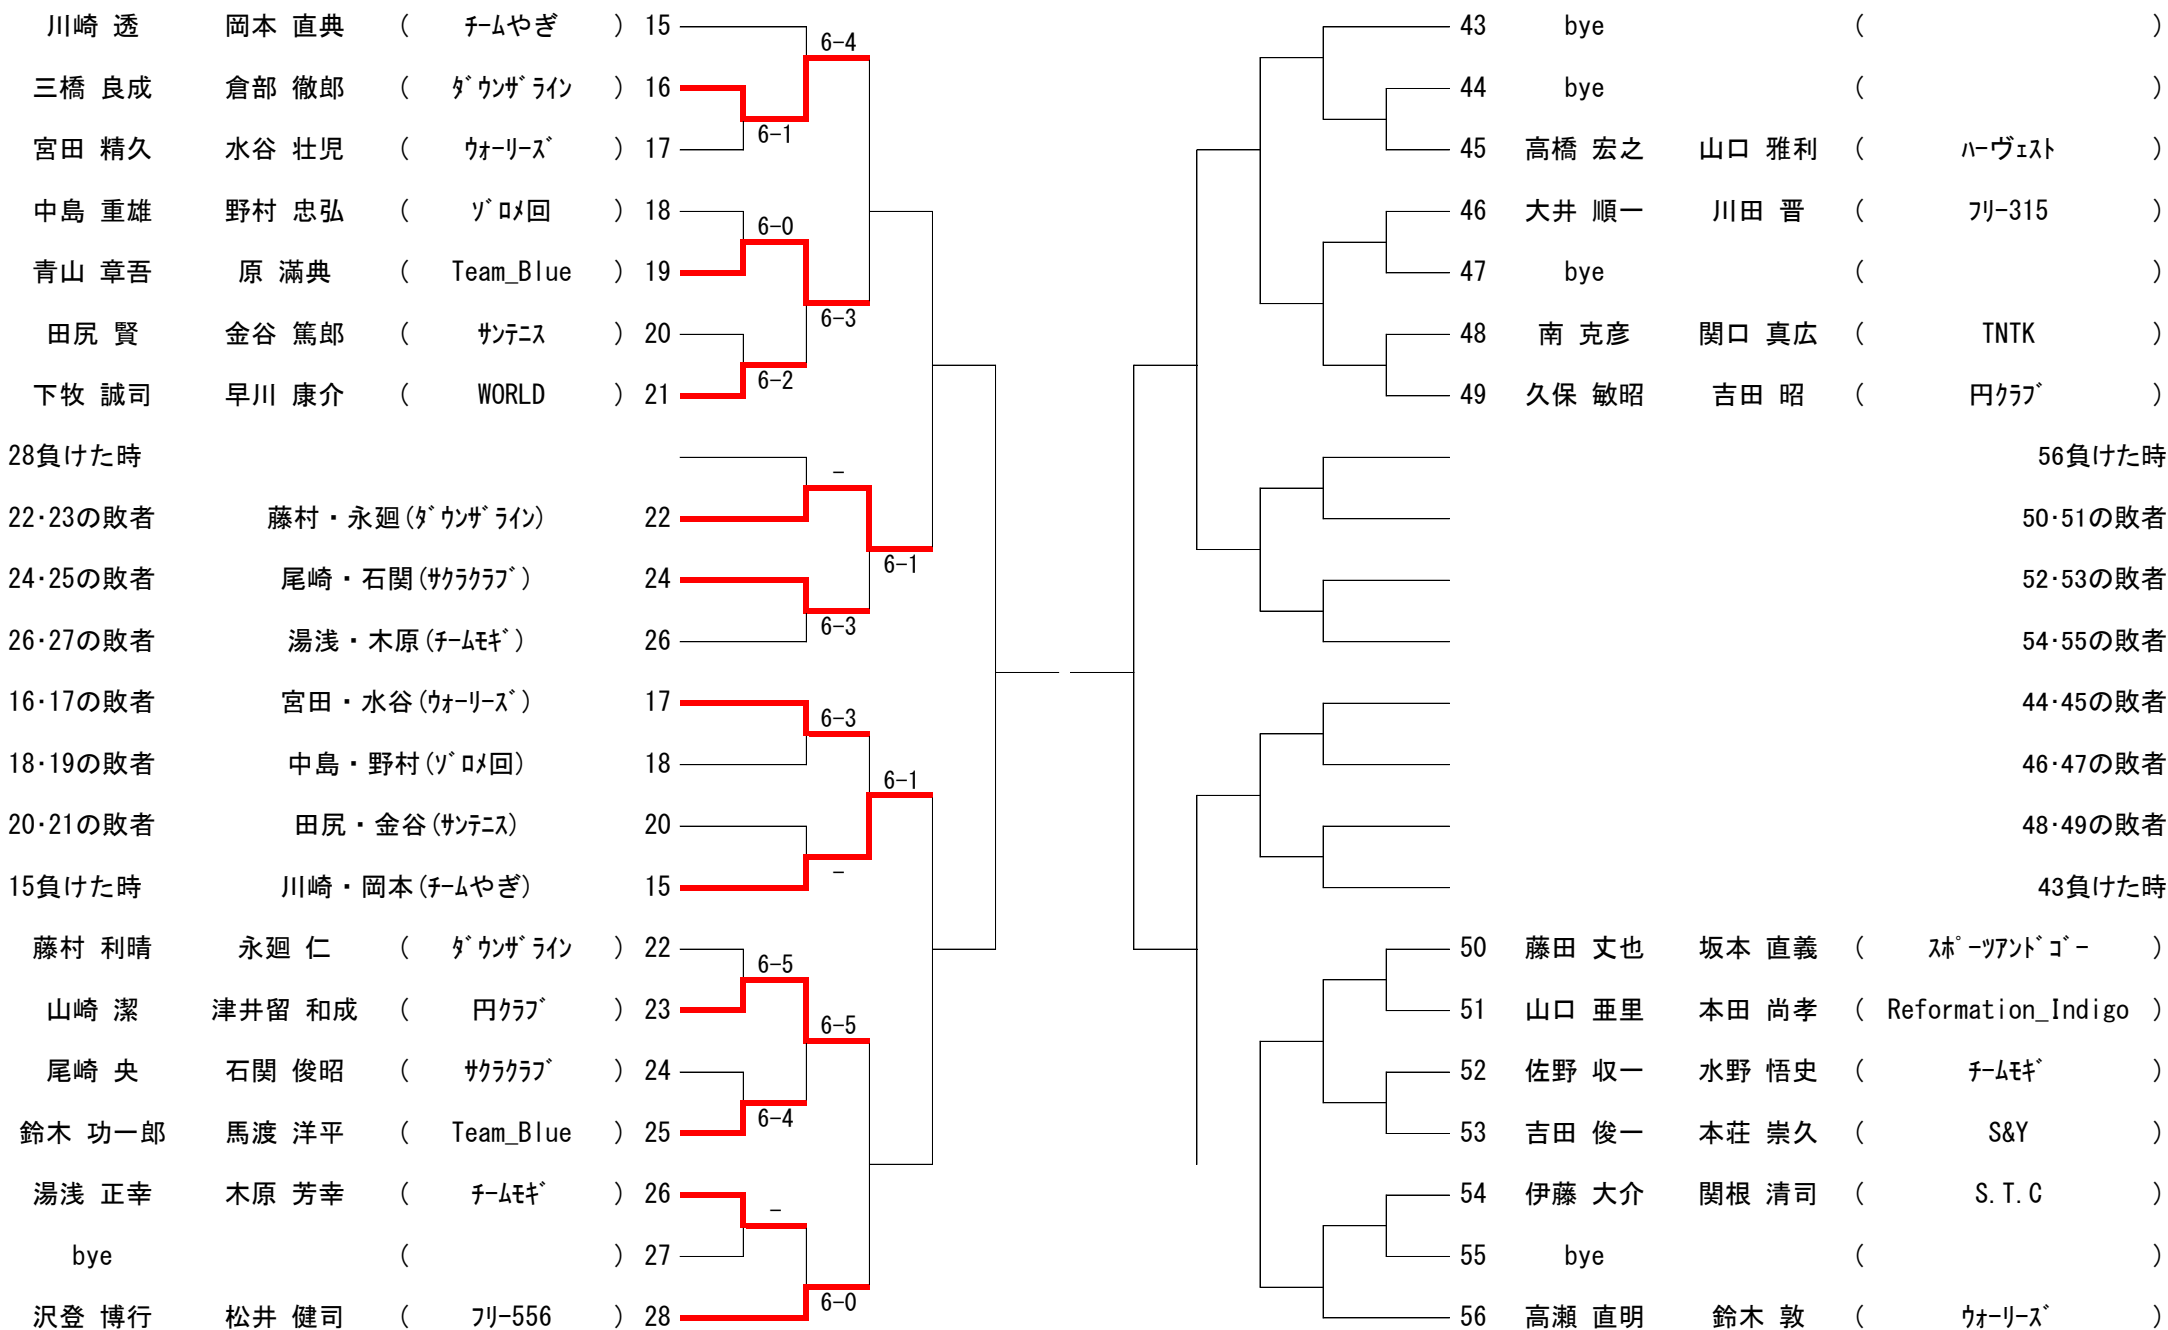 川崎 透 岡本 直典 ( ﾁｰﾑやぎ ) 15
6-4
三橋 良成 倉部 徹郎 ( ﾀﾞｳﾝｻﾞﾗｲﾝ ) 16
6-1
宮田 精久 水谷 壮児 ( ｳｫｰﾘｰｽﾞ ) 17
中島 重雄 野村 忠弘 ( ｿﾞﾛﾒ回 ) 18
6-0
青山 章吾 原 滿典 ( Team_Blue ) 19
6-3
田尻 賢 金谷 篤郎 ( ｻﾝﾃﾆｽ ) 20
6-2
下牧 誠司 早川 康介 ( WORLD ) 21
28負けた時
-
22･23の敗者 藤村・永廻(ﾀﾞｳﾝｻﾞﾗｲﾝ) 22
6-1
24･25の敗者 尾崎・石関(ｻｸﾗｸﾗﾌﾞ) 24
6-3
26･27の敗者 湯浅・木原(ﾁｰﾑﾓｷﾞ) 26
16･17の敗者 宮田・水谷(ｳｫｰﾘｰｽﾞ) 17
6-3
18･19の敗者 中島・野村(ｿﾞﾛﾒ回) 18
6-1
20･21の敗者 田尻・金谷(ｻﾝﾃﾆｽ) 20
-
15負けた時 川崎・岡本(ﾁｰﾑやぎ) 15
藤村 利晴 永廻 仁 ( ﾀﾞｳﾝｻﾞﾗｲﾝ ) 22
6-5
山崎 潔 津井留 和成 ( 円ｸﾗﾌﾞ ) 23
6-5
尾崎 央 石関 俊昭 ( ｻｸﾗｸﾗﾌﾞ ) 24
6-4
鈴木 功一郎 馬渡 洋平 ( Team_Blue ) 25
湯浅 正幸 木原 芳幸 ( ﾁｰﾑﾓｷﾞ ) 26
-
bye ( ) 27
6-0
沢登 博行 松井 健司 ( ﾌﾘｰ556 ) 28
43 bye ( )
44 bye ( )
45 高橋 宏之 山口 雅利 ( ﾊｰヴｪｽﾄ )
46 大井 順一 川田 晋 ( ﾌﾘｰ315 )
47 bye ( )
48 南 克彦 関口 真広 ( TNTK )
49 久保 敏昭 吉田 昭 ( 円ｸﾗﾌﾞ )
56負けた時
50･51の敗者
52･53の敗者
54･55の敗者
44･45の敗者
46･47の敗者
48･49の敗者
43負けた時
50 藤田 丈也 坂本 直義 ( ｽﾎﾟｰﾂｱﾝﾄﾞｺﾞｰ )
51 山口 亜里 本田 尚孝 ( Reformation_Indigo )
52 佐野 収一 水野 悟史 ( ﾁｰﾑﾓｷﾞ )
53 吉田 俊一 本荘 崇久 ( S&Y )
54 伊藤 大介 関根 清司 ( S.T.C )
55 bye ( )
56 高瀬 直明 鈴木 敦 ( ｳｫｰﾘｰｽﾞ )